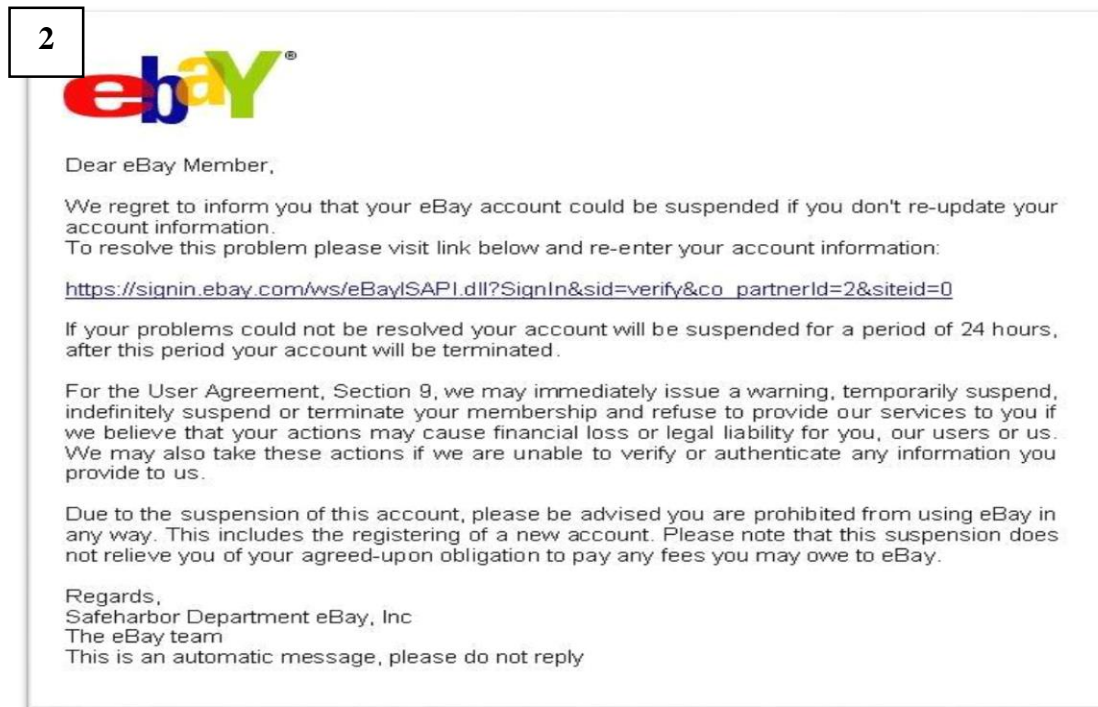 2
ebaY®
Dear eBay Member,
We regret to inform you that your eBay account could be suspended if you don't re-update your
account information.
To resolve this problem please visit link below and re-enter your account information:
https://signin.ebay.com/ws/eBayISAPI.dll?SignIn&sid=verify&co_partnerId=2&siteid=0
If your problems could not be resolved your account will be suspended for a period of 24 hours,
after this period your account will be terminated.
For the User Agreement, Section 9, we may immediately issue a warning, temporarily suspend,
indefinitely suspend or terminate your membership and refuse to provide our services to you if
we believe that your actions may cause financial loss or legal liability for you, our users or us.
We may also take these actions if we are unable to verify or authenticate any information you
provide to us.
Due to the suspension of this account, please be advised you are prohibited from using eBay in
any way. This includes the registering of a new account. Please note that this suspension does
not relieve you of your agreed-upon obligation to pay any fees you may owe to eBay.
Regards,
Safeharbor Department eBay, Inc
The eBay team
This is an automatic message, please do not reply